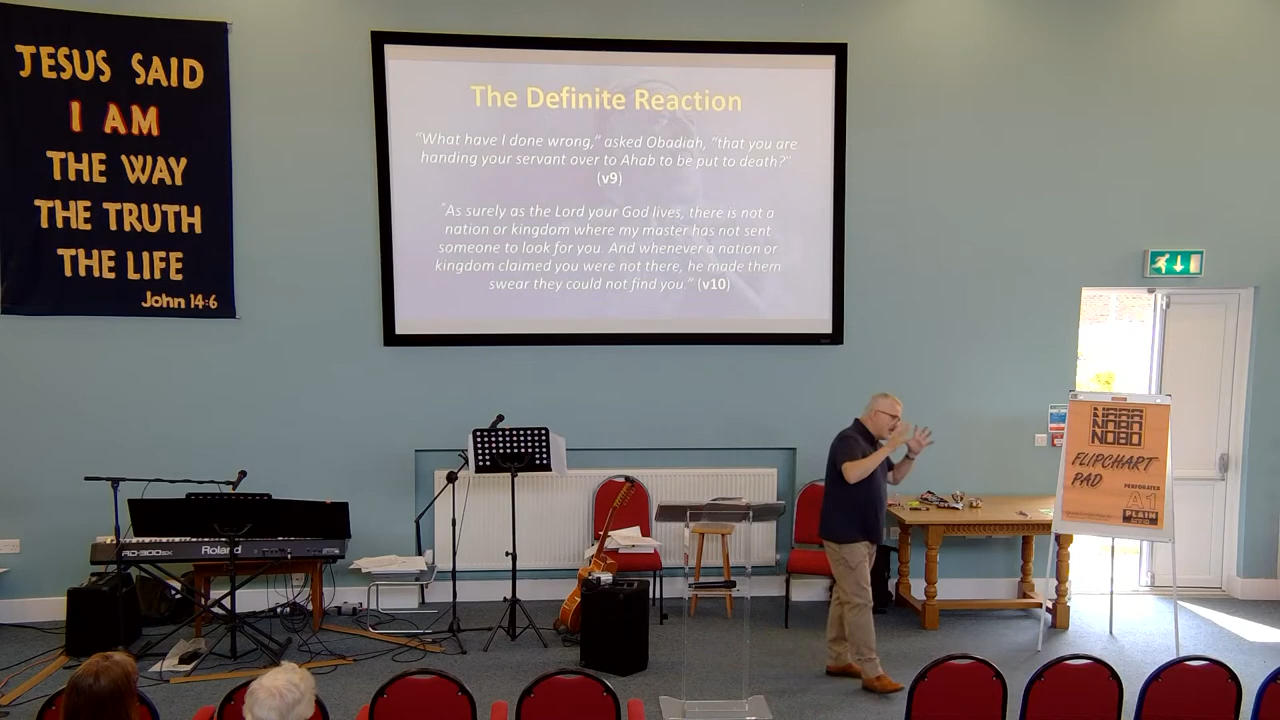 JESUS SAID
I AM
THE WAY
THE TRUTH
THE LIFE
John 14:6
The Definite Reaction
“What have I done wrong,” asked Obadiah, “that you are
handing your servant over to Ahab to be put to death?”
(v9)
“As surely as the Lord your God lives, there is not a
nation or kingdom where my master has not sent
someone to look for you. And whenever a nation or
kingdom claimed you were not there, he made them
swear they could not find you.” (v10)
RD-300SX Roland
NOBO
FLIPCHART
PAD
PERFORATED
A1
PLAIN